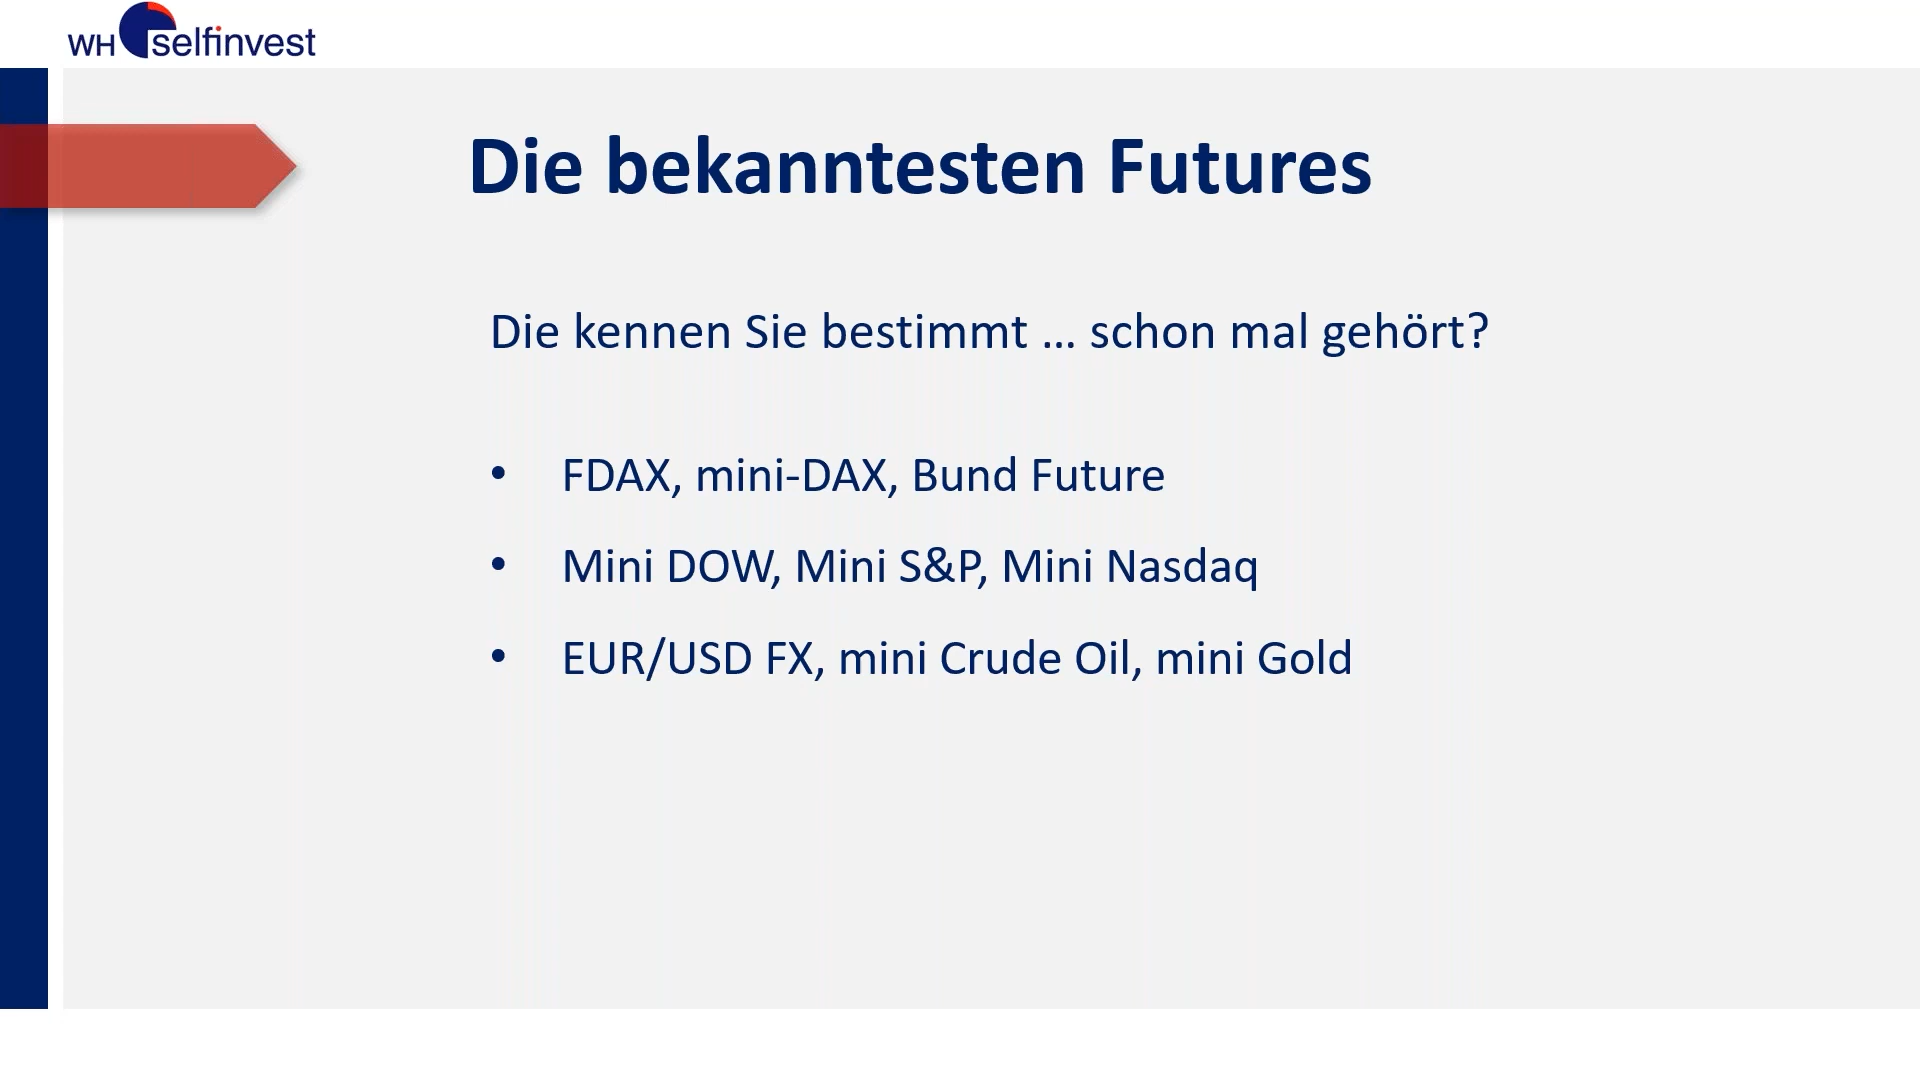 WH selfinvest
Die bekanntesten Futures
Die kennen Sie bestimmt … schon mal gehört?
• FDAX, mini-DAX, Bund Future
• Mini DOW, Mini S&P, Mini Nasdaq
• EUR/USD FX, mini Crude Oil, mini Gold